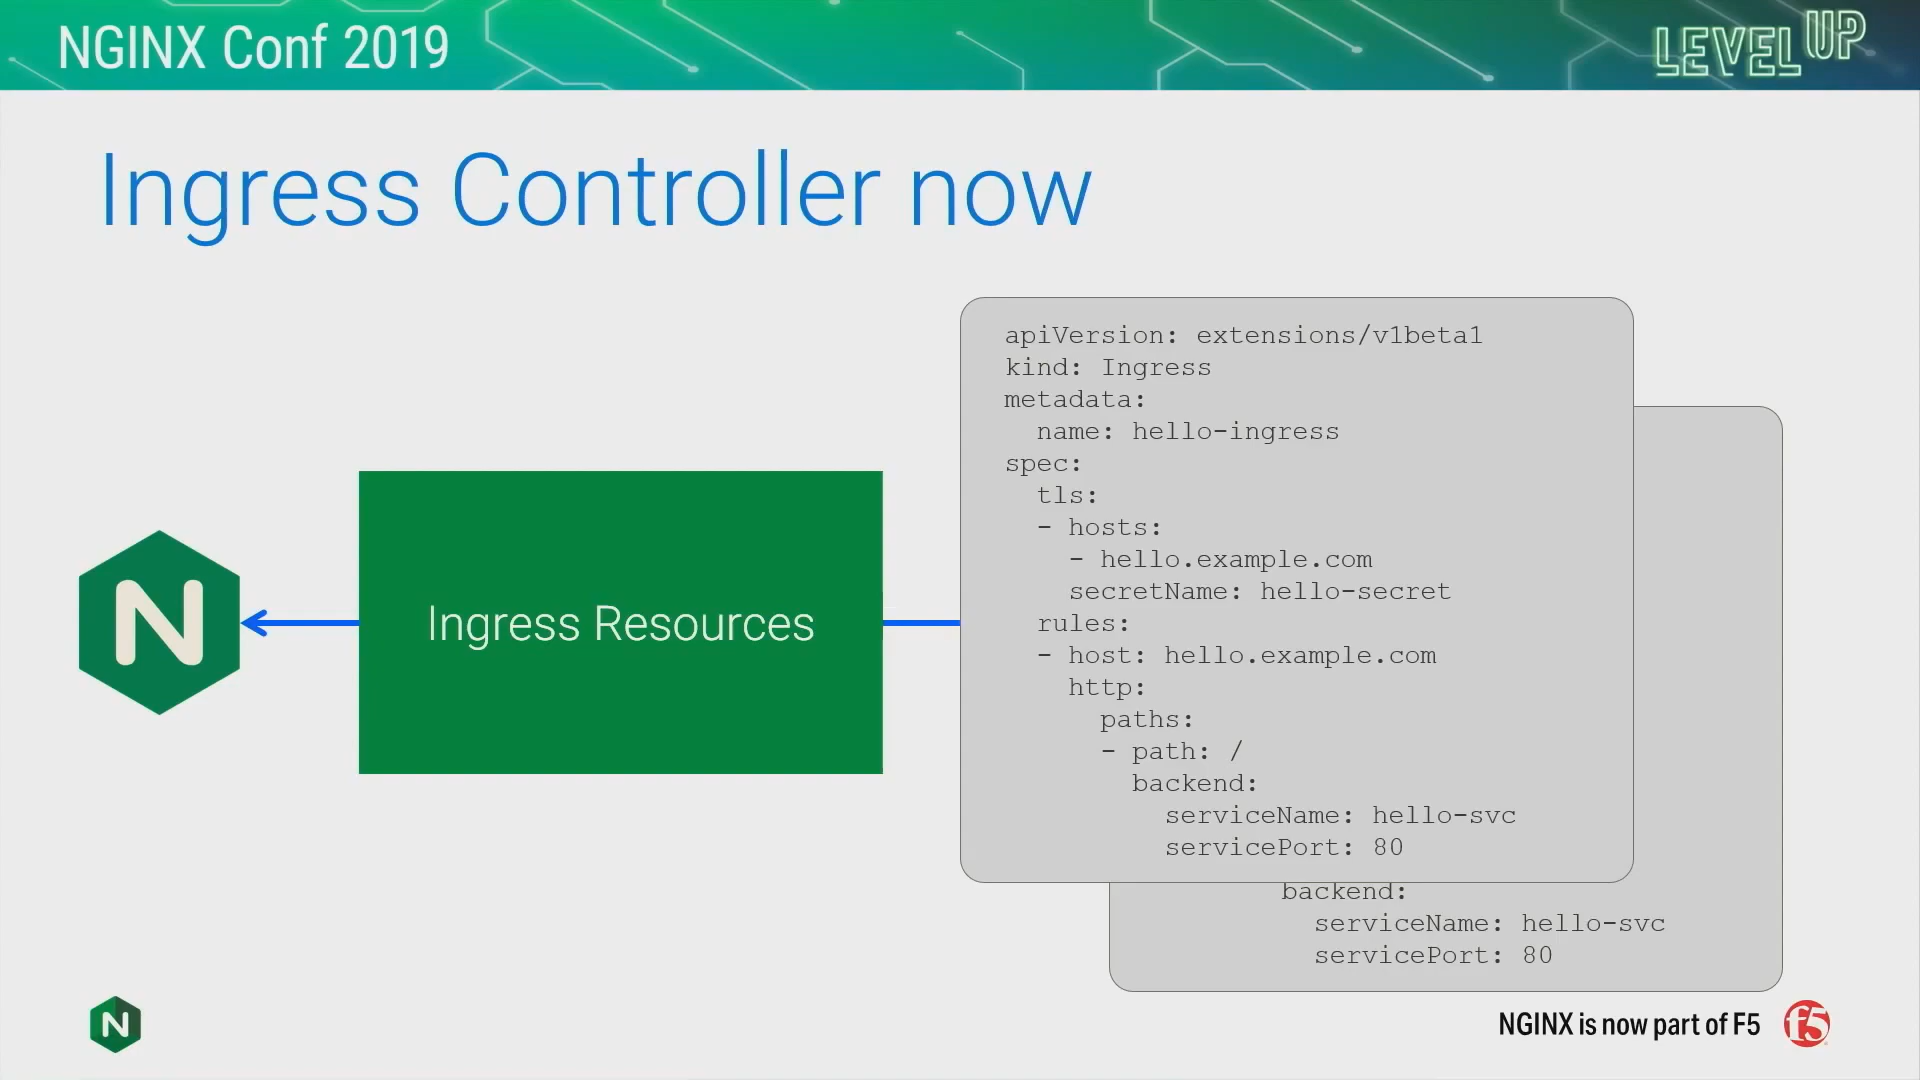 NGINX Conf 2019
LEVEL UP
Ingress Controller now
N
Ingress Resources
apiVersion: extensions/v1beta1
kind: Ingress
metadata:
  name: hello-ingress
spec:
  tls:
  - hosts:
    - hello.example.com
    secretName: hello-secret
  rules:
  - host: hello.example.com
    http:
      paths:
      - path: /
        backend:
          serviceName: hello-svc
          servicePort: 80
backend:
  serviceName: hello-svc
  servicePort: 80
N
NGINX is now part of F5
f5